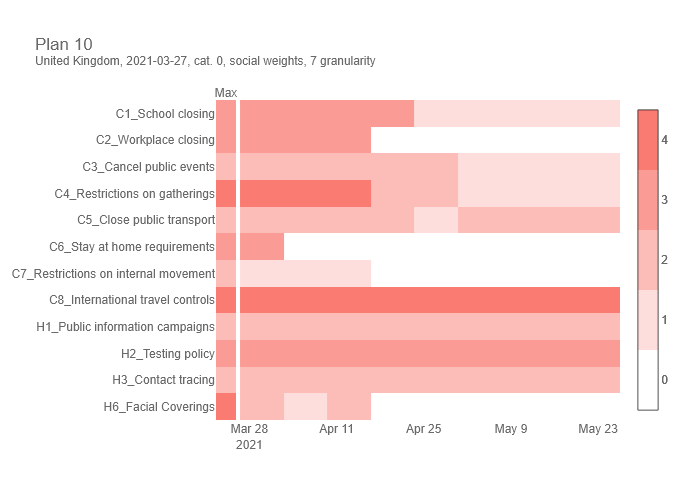 Plan 10
United Kingdom, 2021-03-27, cat. 0, social weights, 7 granularity
Max
C1_School closing
C2_Workplace closing
C3_Cancel public events
C4_Restrictions on gatherings
C5_Close public transport
C6_Stay at home requirements
C7_Restrictions on internal movement
C8_International travel controls
H1_Public information campaigns
H2_Testing policy
H3_Contact tracing
H6_Facial Coverings
Mar 28 Apr 11 Apr 25 May 9 May 23
2021
4
3
2
1
0